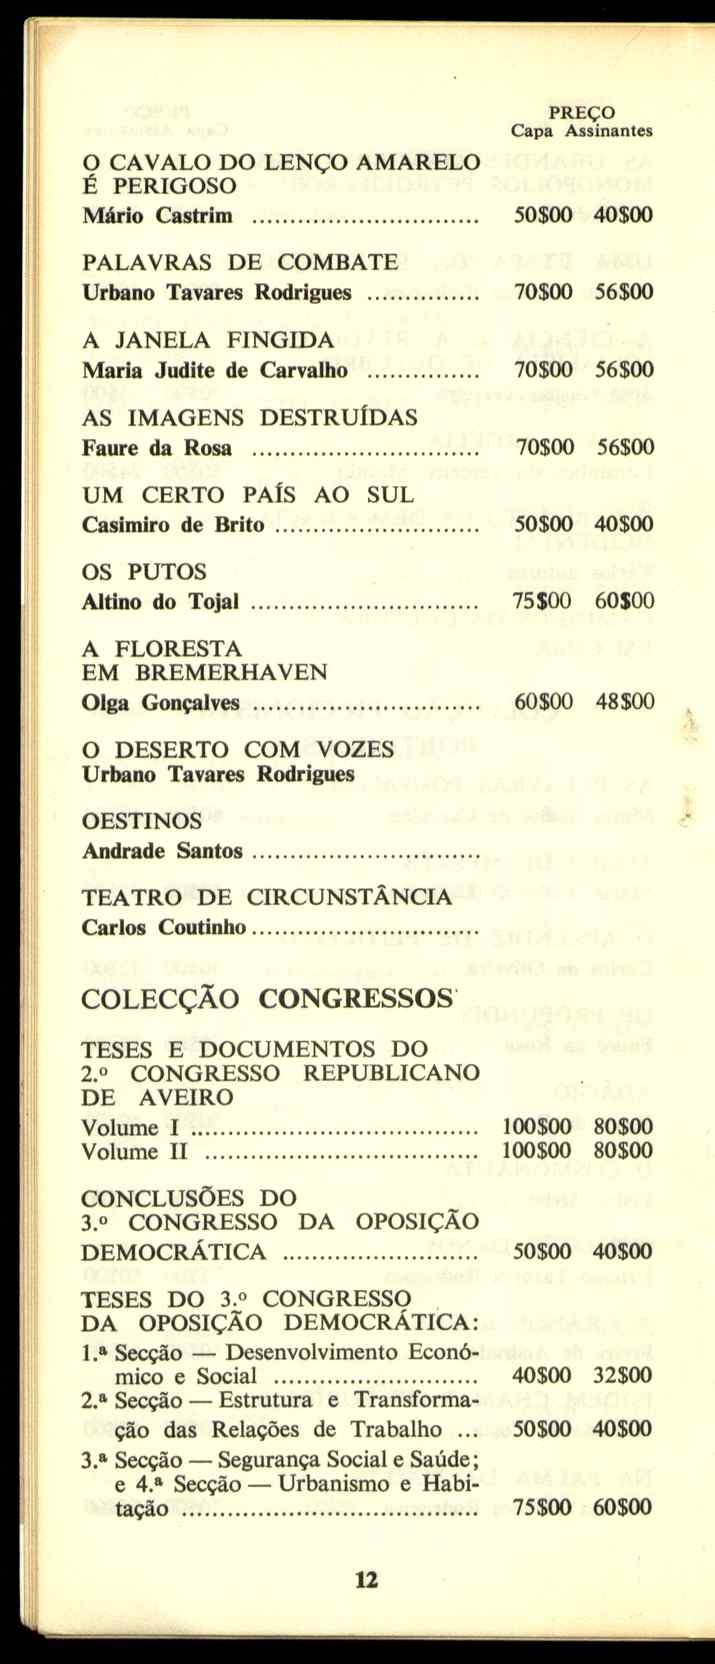 PREÇO
Capa Assinantes
O CAVALO DO LENÇO AMARELO
É PERIGOSO
Mário Castrim .............................. 50$00 40$00
PALAVRAS DE COMBATE
Urbano Tavares Rodrigues ............... 70$00 56$00
A JANELA FINGIDA
Maria Judite de Carvalho ............... 70$00 56$00
AS IMAGENS DESTRUÍDAS
Faure da Rosa .............................. 70$00 56$00
UM CERTO PAÍS AO SUL
Casimiro de Brito ........................... 50$00 40$00
OS PUTOS
Altino do Tojal .............................. 75$00 60$00
A FLORESTA
EM BREMERHAVEN
Olga Gonçalves .............................. 60$00 48$00
O DESERTO COM VOZES
Urbano Tavares Rodrigues
OESTINOS
Andrade Santos ..............................
TEATRO DE CIRCUNSTÂNCIA
Carlos Coutinho ..............................
COLECÇÃO CONGRESSOS
TESES E DOCUMENTOS DO
2.º CONGRESSO REPUBLICANO
DE AVEIRO
Volume I ...................................... 100$00 80$00
Volume II .................................... 100$00 80$00
CONCLUSÕES DO
3.º CONGRESSO DA OPOSIÇÃO
DEMOCRÁTICA .......................... 50$00 40$00
TESES DO 3.º CONGRESSO
DA OPOSIÇÃO DEMOCRÁTICA:
1.ª Secção — Desenvolvimento Econó-
mico e Social ........................... 40$00 32$00
2.ª Secção — Estrutura e Transforma-
ção das Relações de Trabalho ... 50$00 40$00
3.ª Secção — Segurança Social e Saúde;
e 4.ª Secção — Urbanismo e Habi-
tação ....................................... 75$00 60$00
12